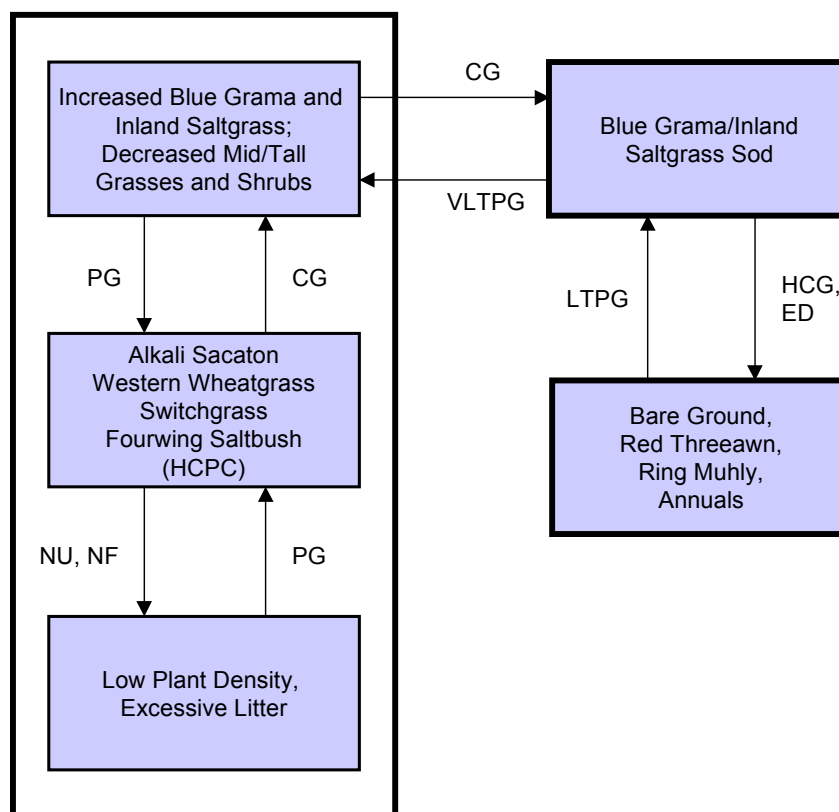 Increased Blue Grama and
Inland Saltgrass;
Decreased Mid/Tall
Grasses and Shrubs
CG
VLTPG
Blue Grama/Inland
Saltgrass Sod
PG
CG
LTPG
HCG,
ED
Alkali Sacaton
Western Wheatgrass
Switchgrass
Fourwing Saltbush
(HCPC)
Bare Ground,
Red Threeawn,
Ring Muhly,
Annuals
NU, NF
PG
Low Plant Density,
Excessive Litter